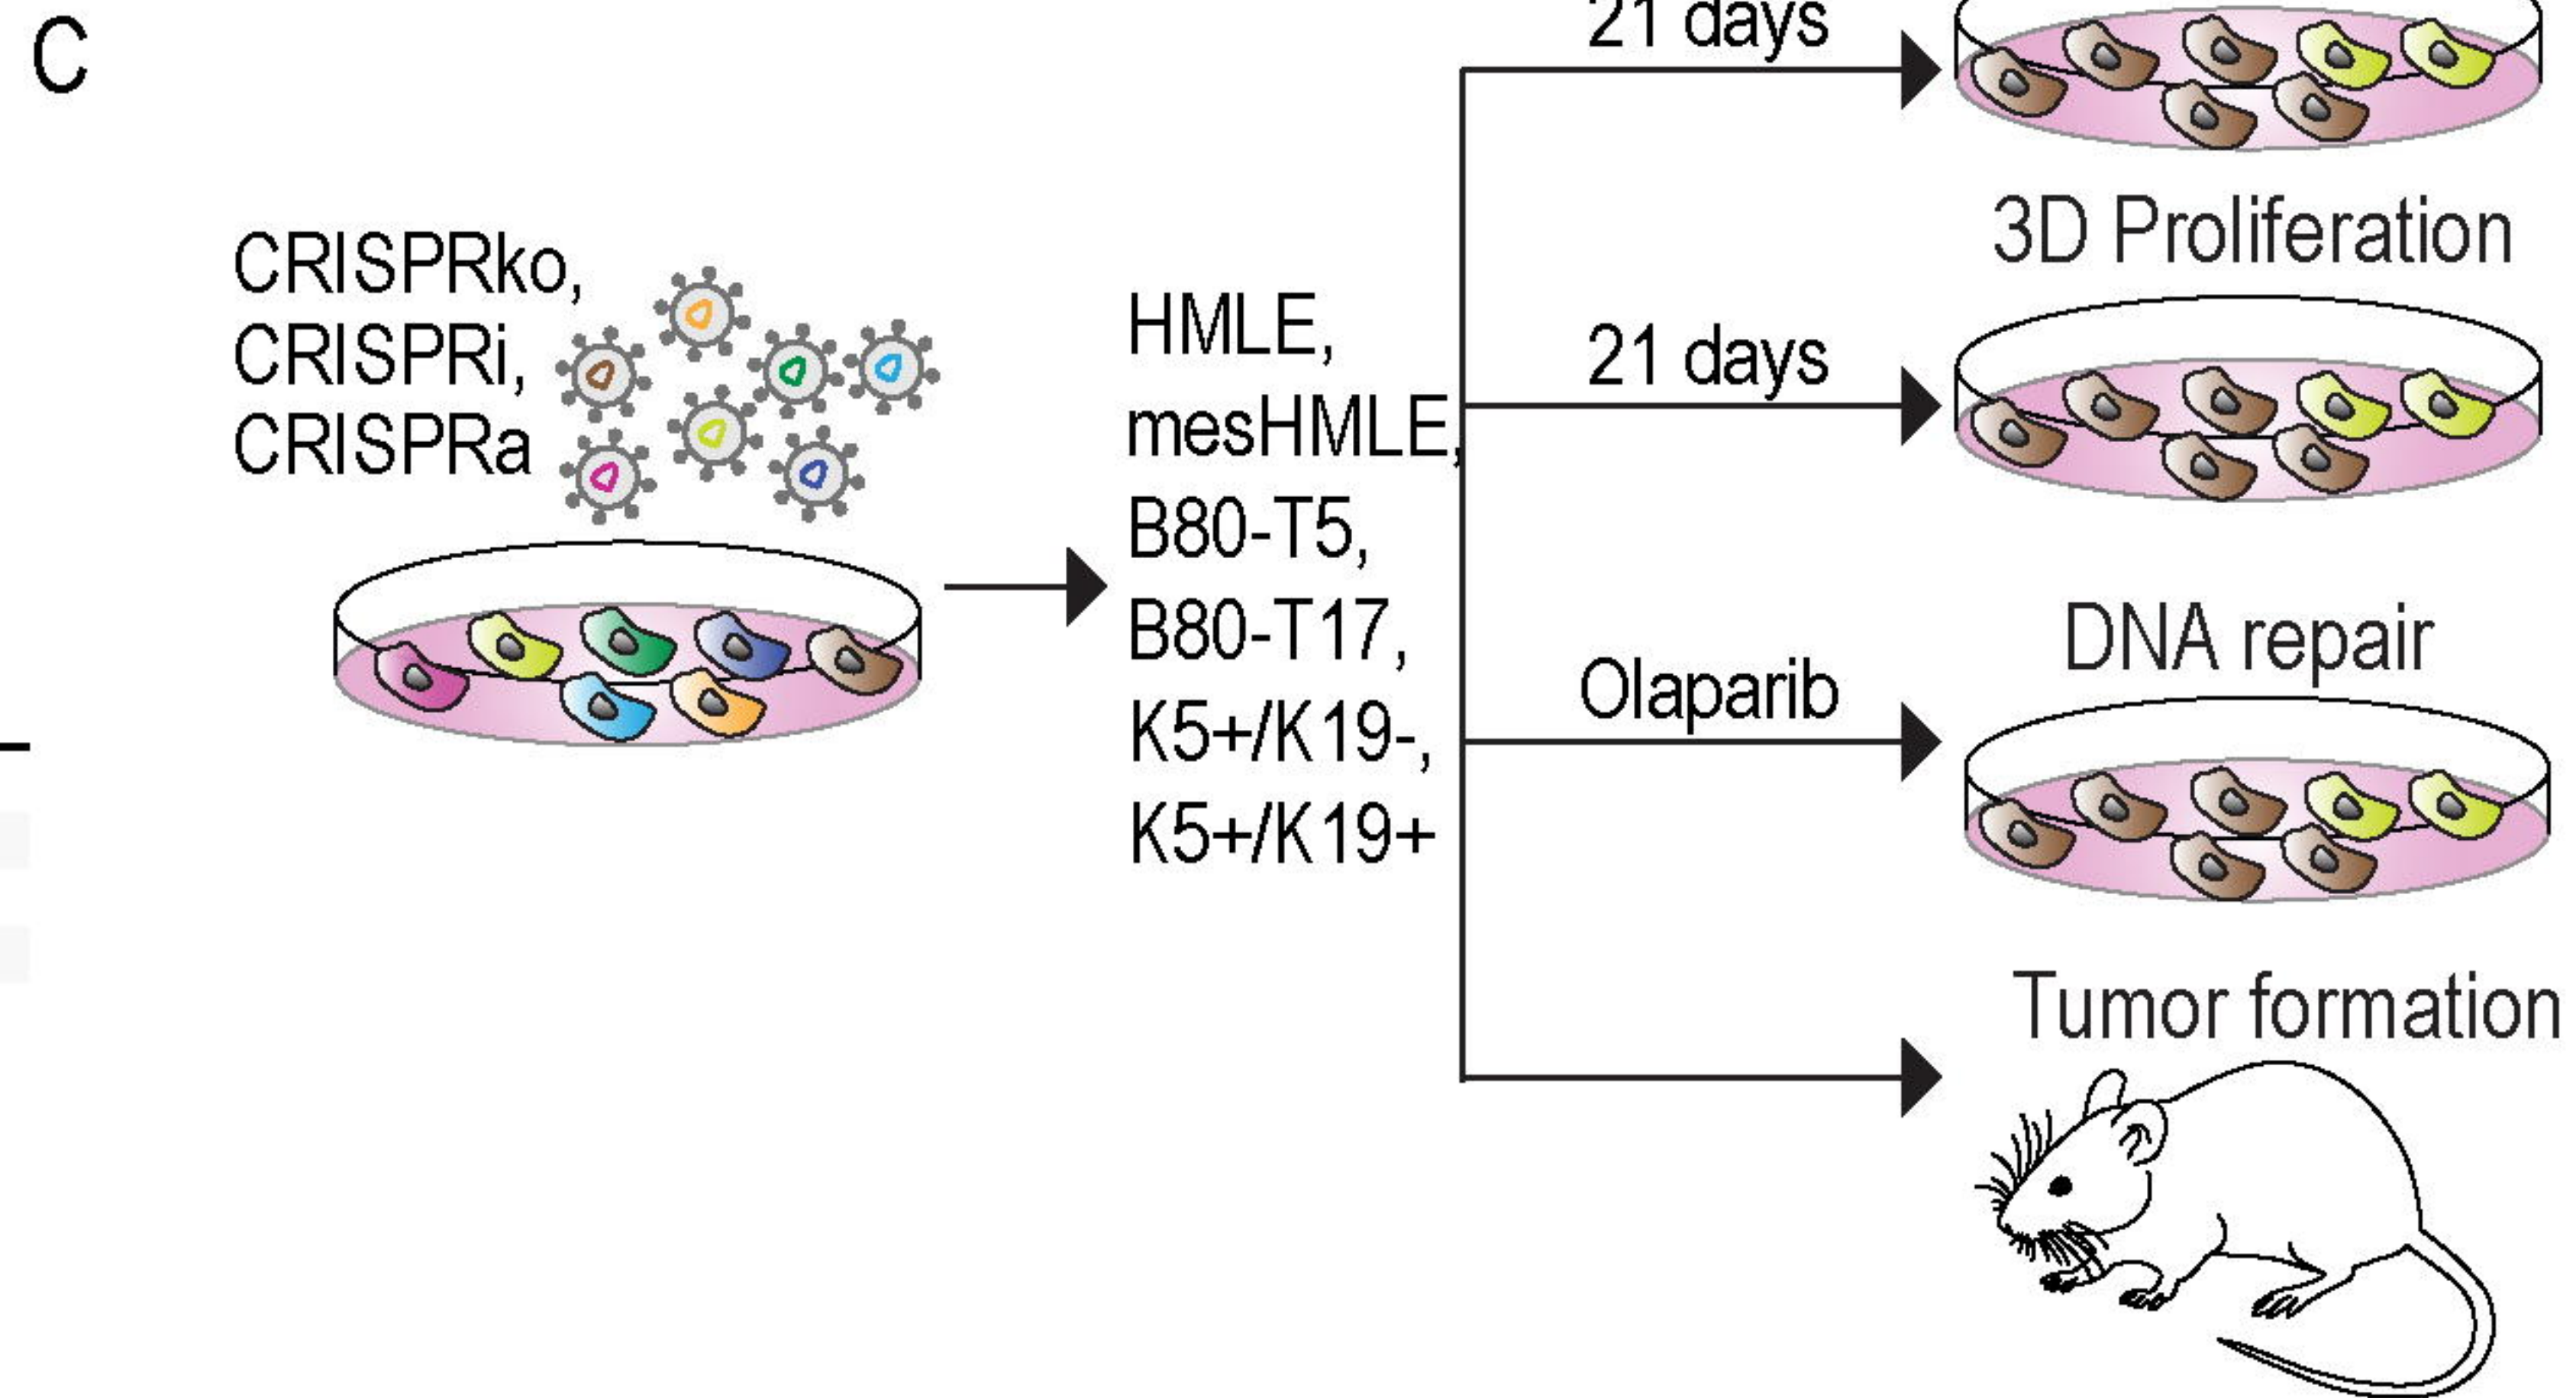 C
CRISPRko,
CRISPRi,
CRISPRa
HMLE,
mesHMLE,
B80-T5,
B80-T17,
K5+/K19-,
K5+/K19+
21 days
3D Proliferation
21 days
DNA repair
Olaparib
Tumor formation